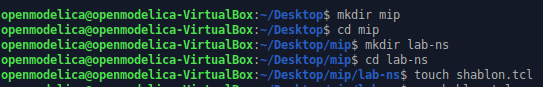 openmodelica@openmodelica-VirtualBox:~/Desktop$ mkdir mip
openmodelica@openmodelica-VirtualBox:~/Desktop$ cd mip
openmodelica@openmodelica-VirtualBox:~/Desktop/mip$ mkdir lab-ns
openmodelica@openmodelica-VirtualBox:~/Desktop/mip$ cd lab-ns
openmodelica@openmodelica-VirtualBox:~/Desktop/mip/lab-ns$ touch shablon.tcl